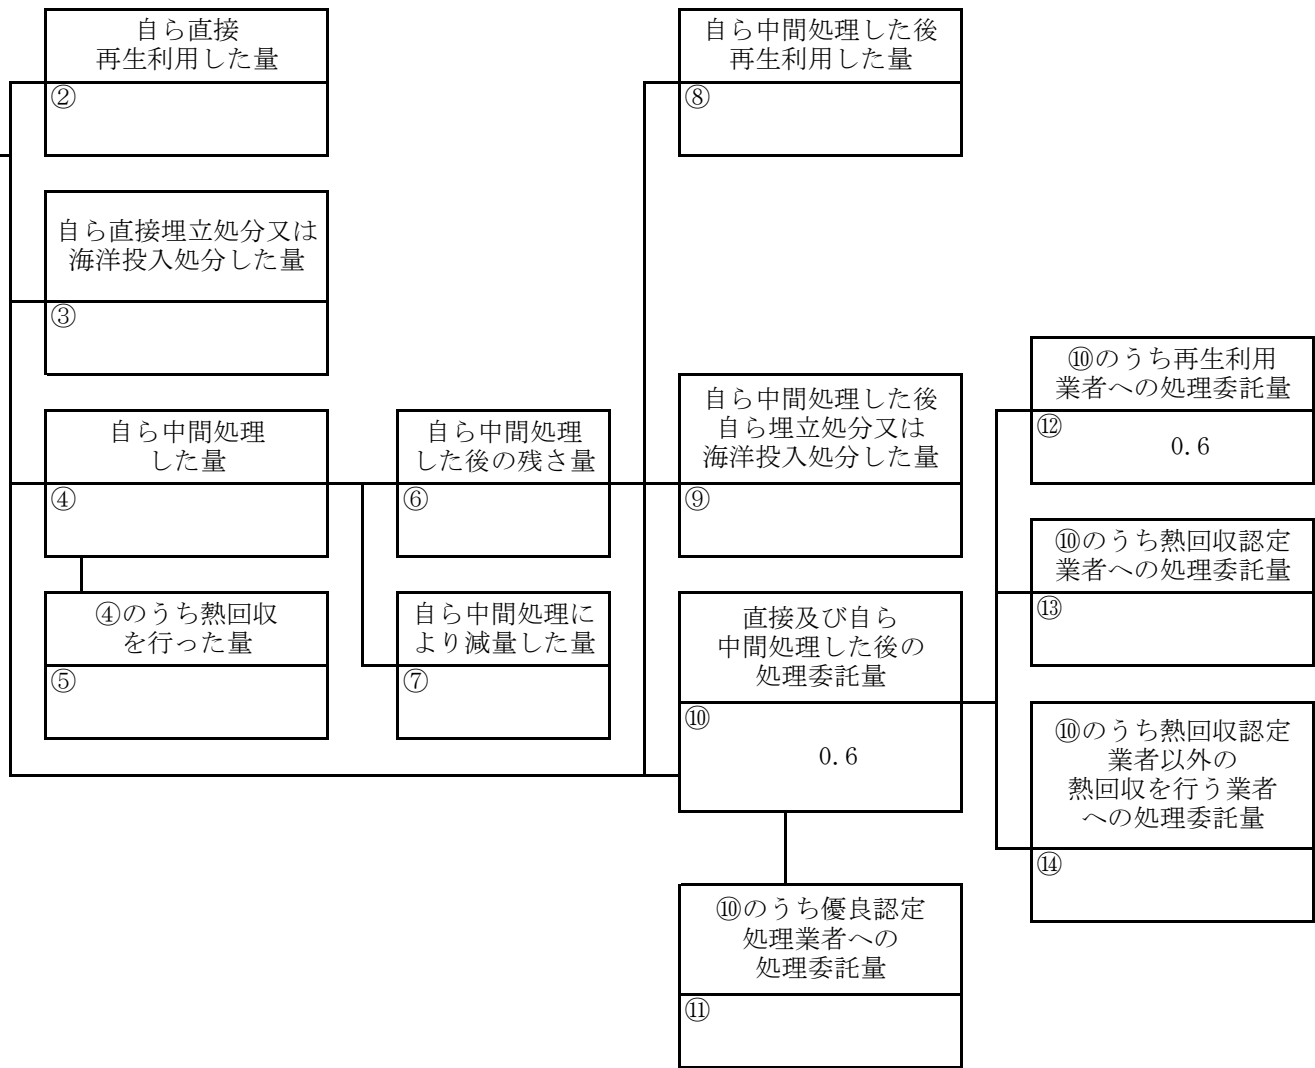 自ら直接
再生利用した量
②
自ら中間処理した後
再生利用した量
⑧
自ら直接埋立処分又は
海洋投入処分した量
③
⑩のうち再生利用
業者への処理委託量
⑫
0.6
自ら中間処理
した量
④
自ら中間処理
した後の残さ量
⑥
自ら中間処理した後
自ら埋立処分又は
海洋投入処分した量
⑨
⑩のうち熱回収認定
業者への処理委託量
⑬
④のうち熱回収
を行った量
⑤
自ら中間処理に
より減量した量
⑦
直接及び自ら
中間処理した後の
処理委託量
⑩
0.6
⑩のうち熱回収認定
業者以外の
熱回収を行う業者
への処理委託量
⑭
⑩のうち優良認定
処理業者への
処理委託量
⑪